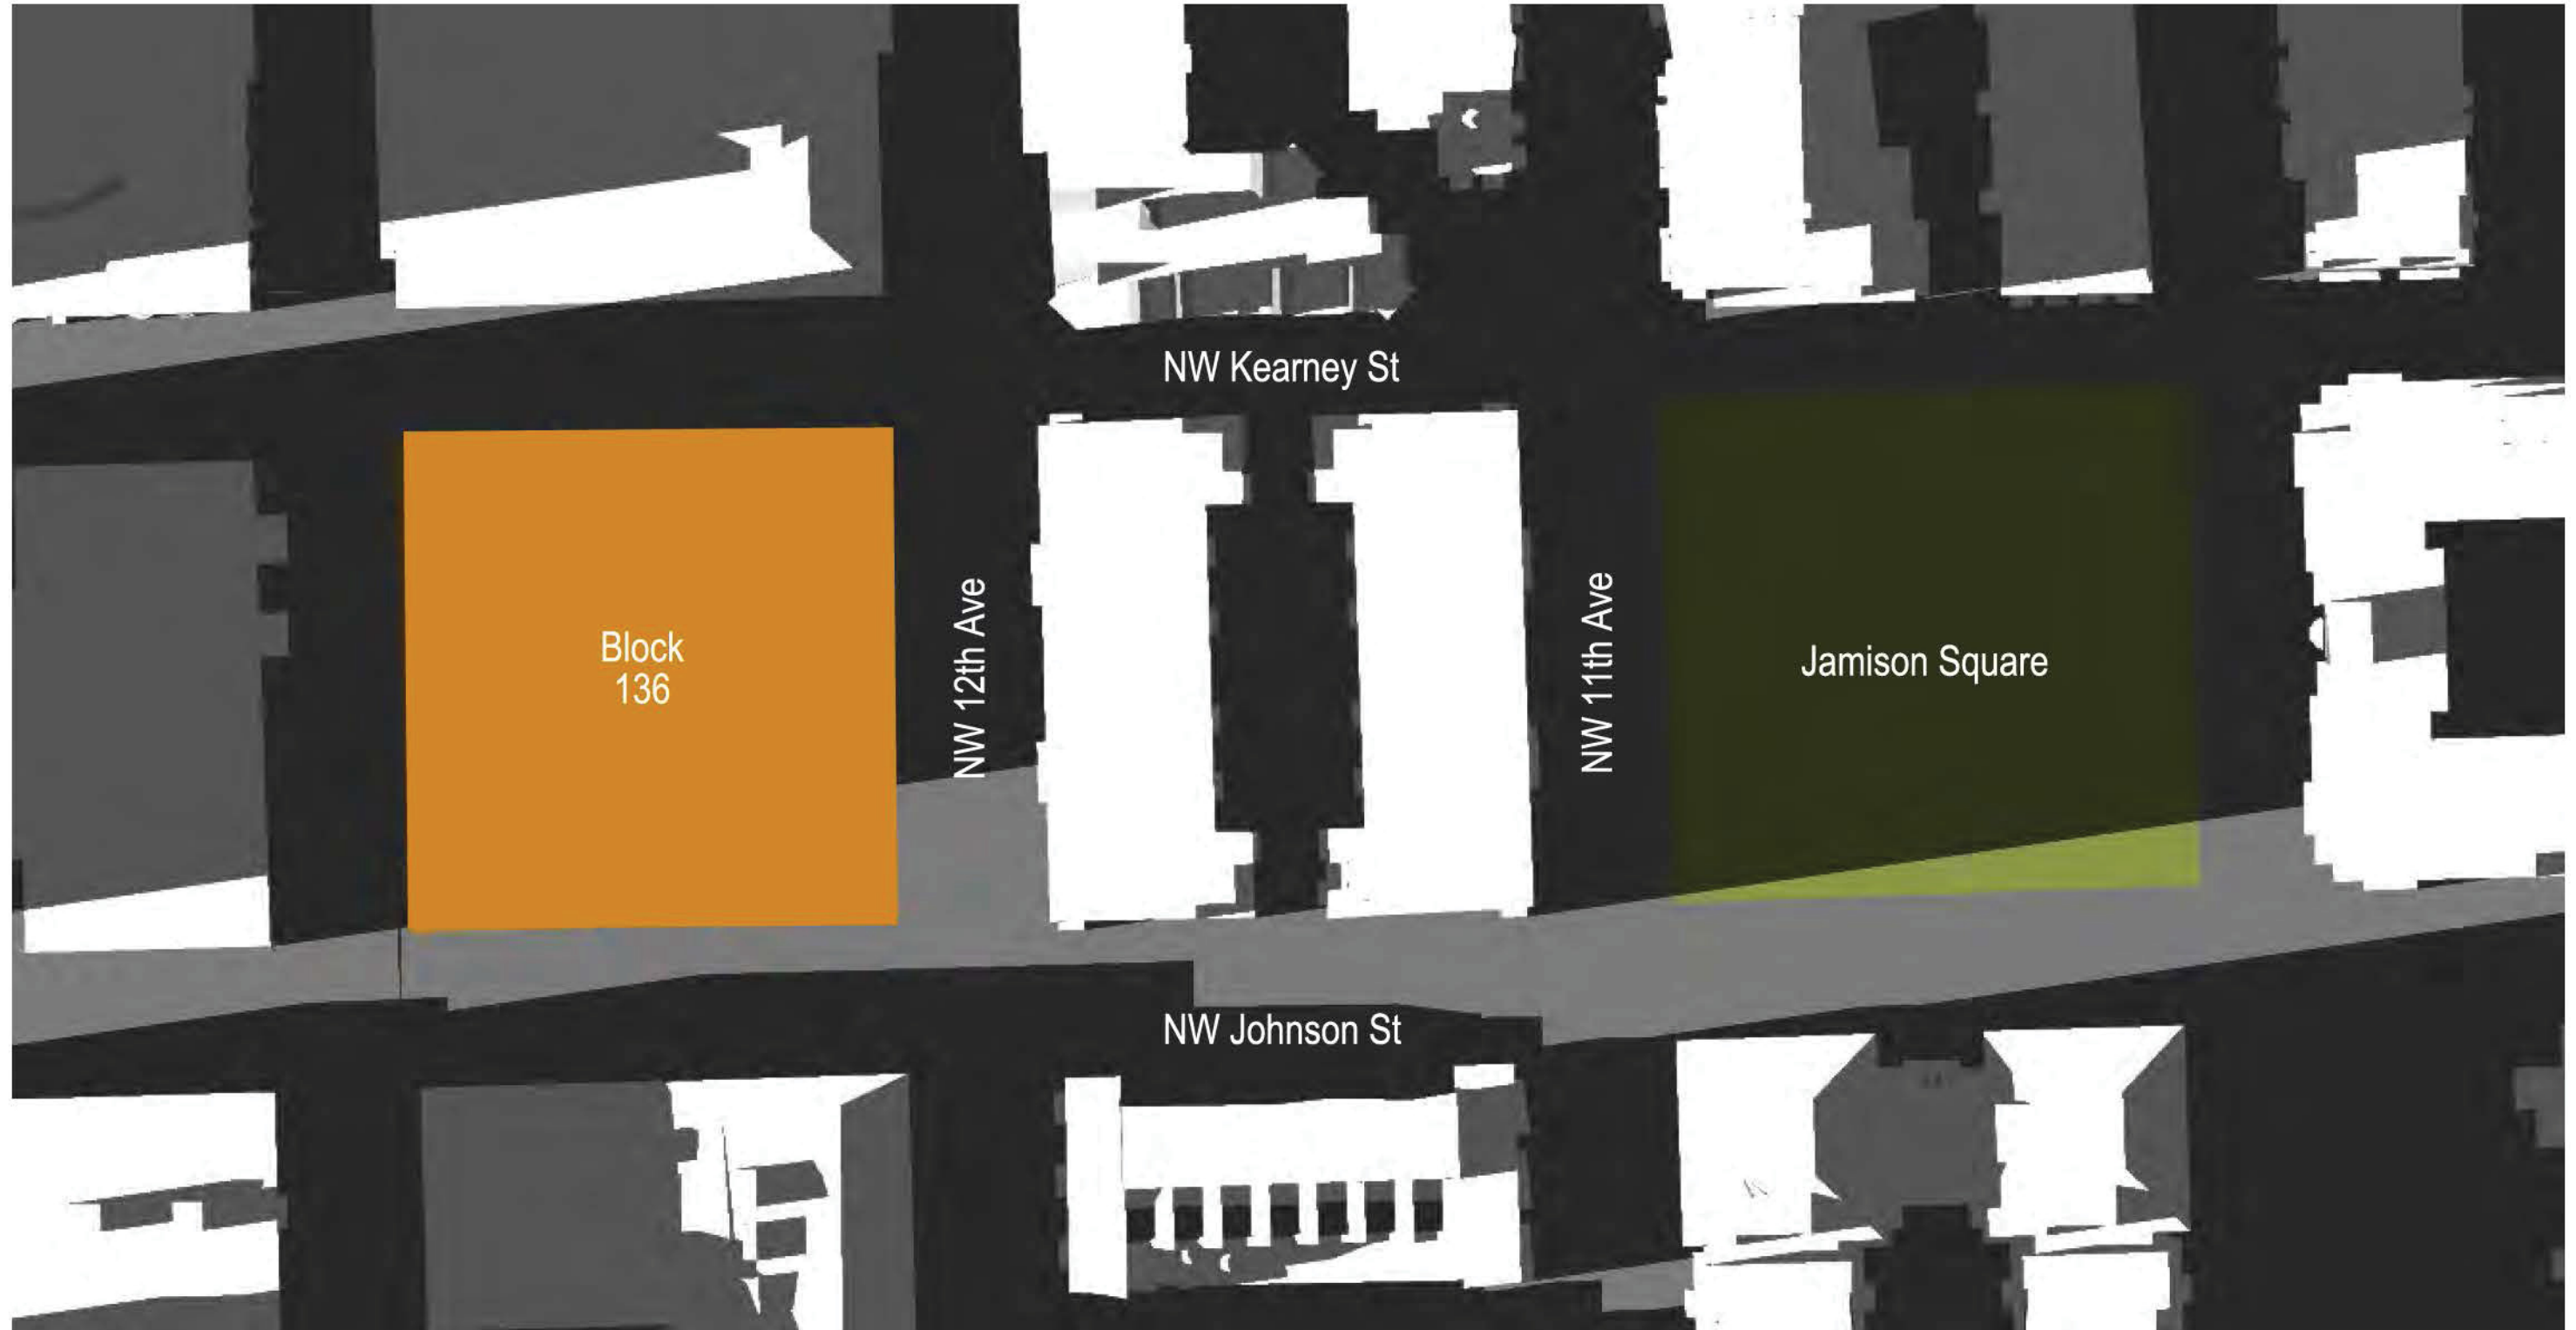 NW Kearney St
Block
136
NW 12th Ave
NW 11th Ave
Jamison Square
NW Johnson St